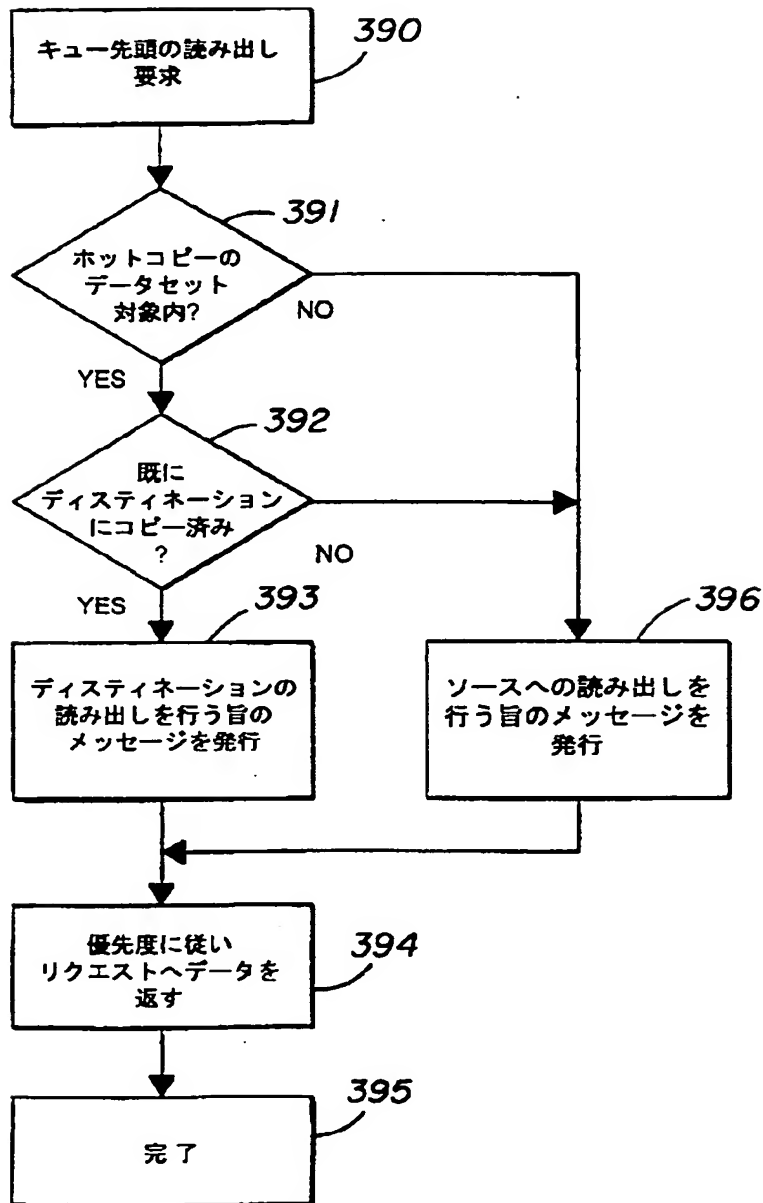 キュー先頭の読み出し
要求
390
391
ホットコピーの
データセット
対象内?
NO
YES
392
既に
ディスティネーション
にコピー済み
?
NO
YES
393
ディスティネーションの
読み出しを行う旨の
メッセージを発行
396
ソースへの読み出しを
行う旨のメッセージを
発行
優先度に従い
リクエストへデータを
返す
394
395
完了